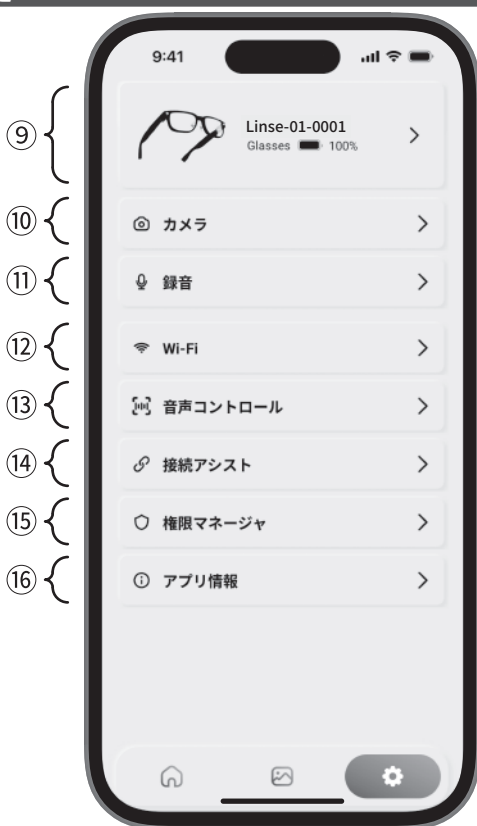 9:41
⑨
Linse-01-0001
Glasses 100%
⑩ カメラ
⑪ 録音
⑫ Wi-Fi
⑬ 音声コントロール
⑭ 接続アシスト
⑮ 権限マネージャ
⑯ アプリ情報